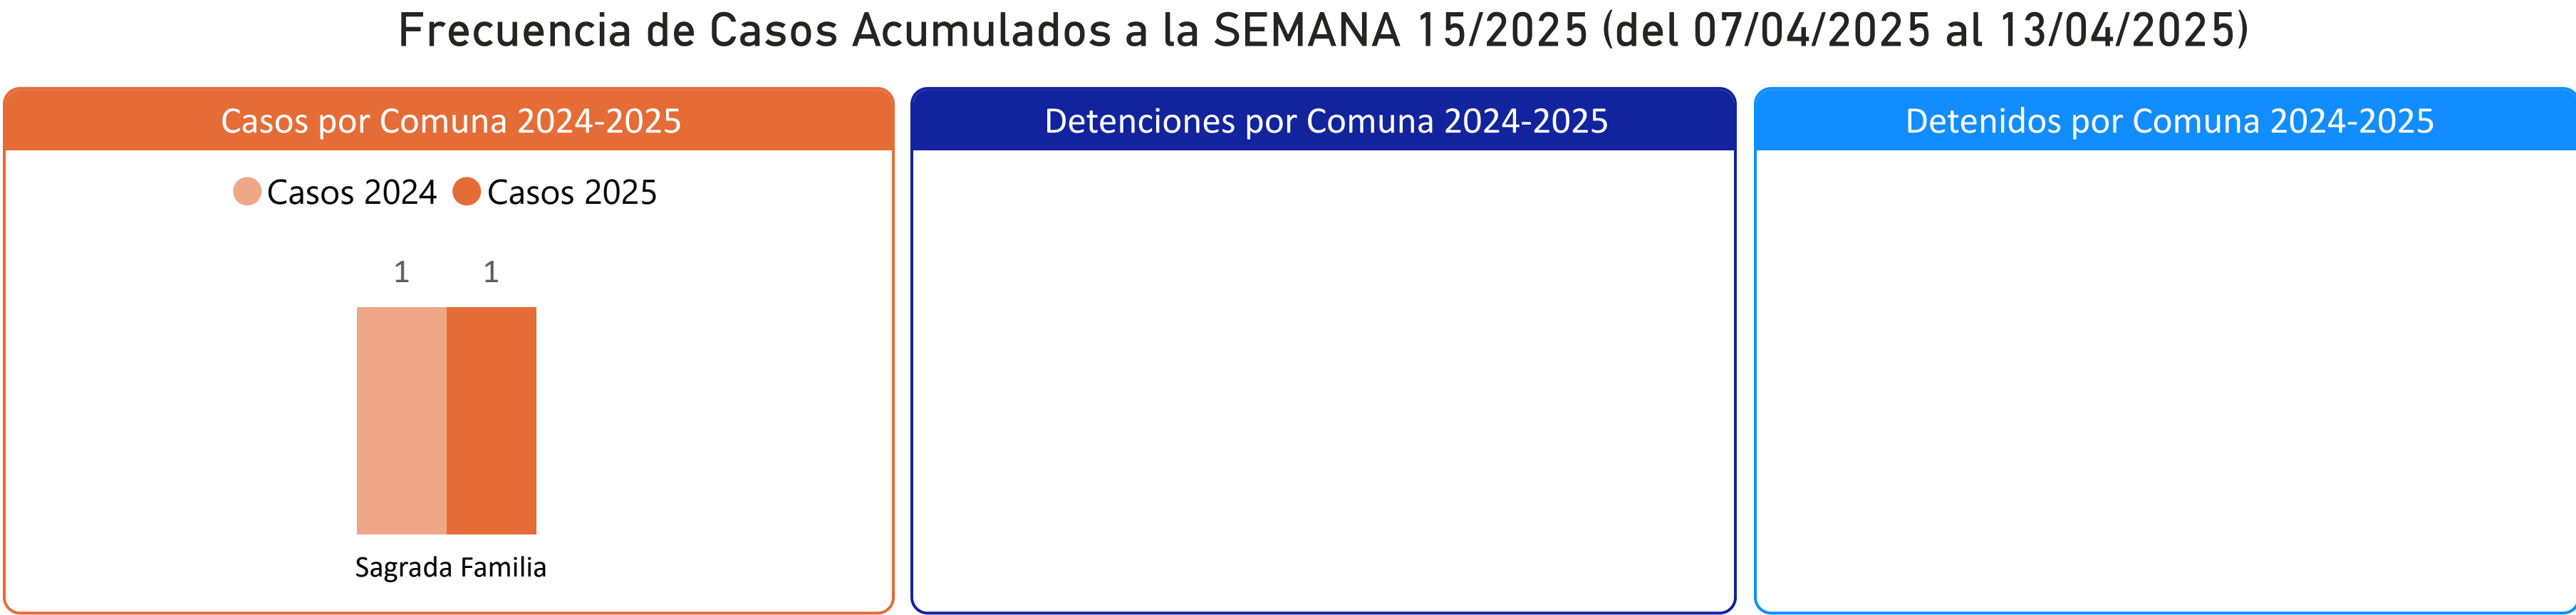 Frecuencia de Casos Acumulados a la SEMANA 15/2025 (del 07/04/2025 al 13/04/2025)
Casos por Comuna 2024-2025
Casos 2024 Casos 2025
1 1
Sagrada Familia
Detenciones por Comuna 2024-2025
Detenidos por Comuna 2024-2025